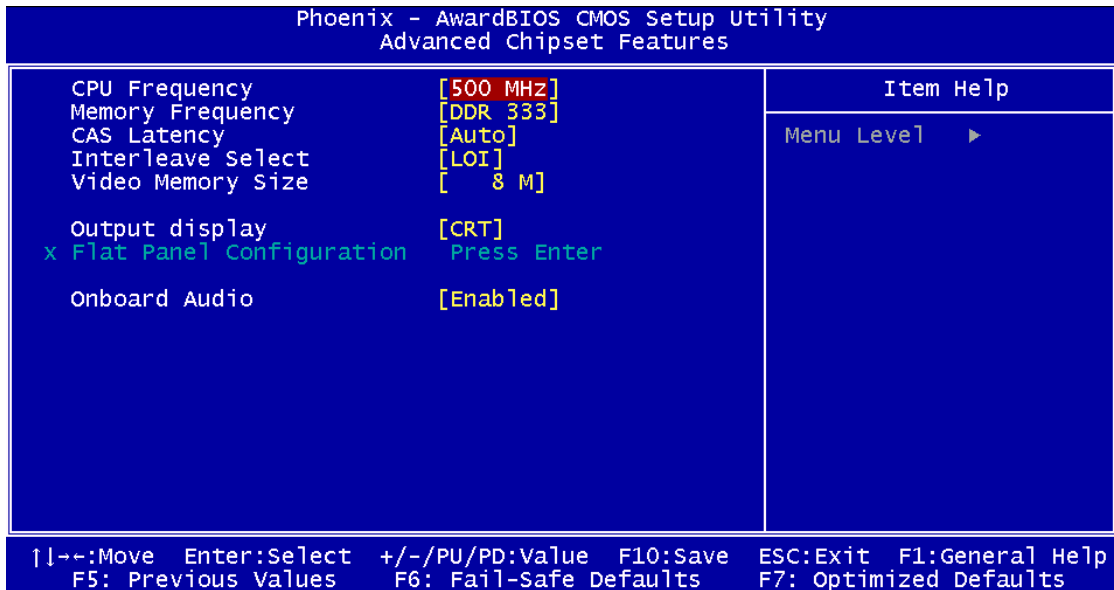 Phoenix - AwardBIOS CMOS Setup Utility
Advanced Chipset Features
CPU Frequency [500 MHz]
Memory Frequency [DDR 333]
CAS Latency [Auto]
Interleave Select [LOI]
Video Memory Size [ 8 M]
Output display [CRT]
x Flat Panel Configuration Press Enter
Onboard Audio [Enabled]
Item Help
Menu Level ►
↑↓→←:Move Enter:Select +/-/PU/PD:Value F10:Save ESC:Exit F1:General Help
F5: Previous Values F6: Fail-Safe Defaults F7: Optimized Defaults